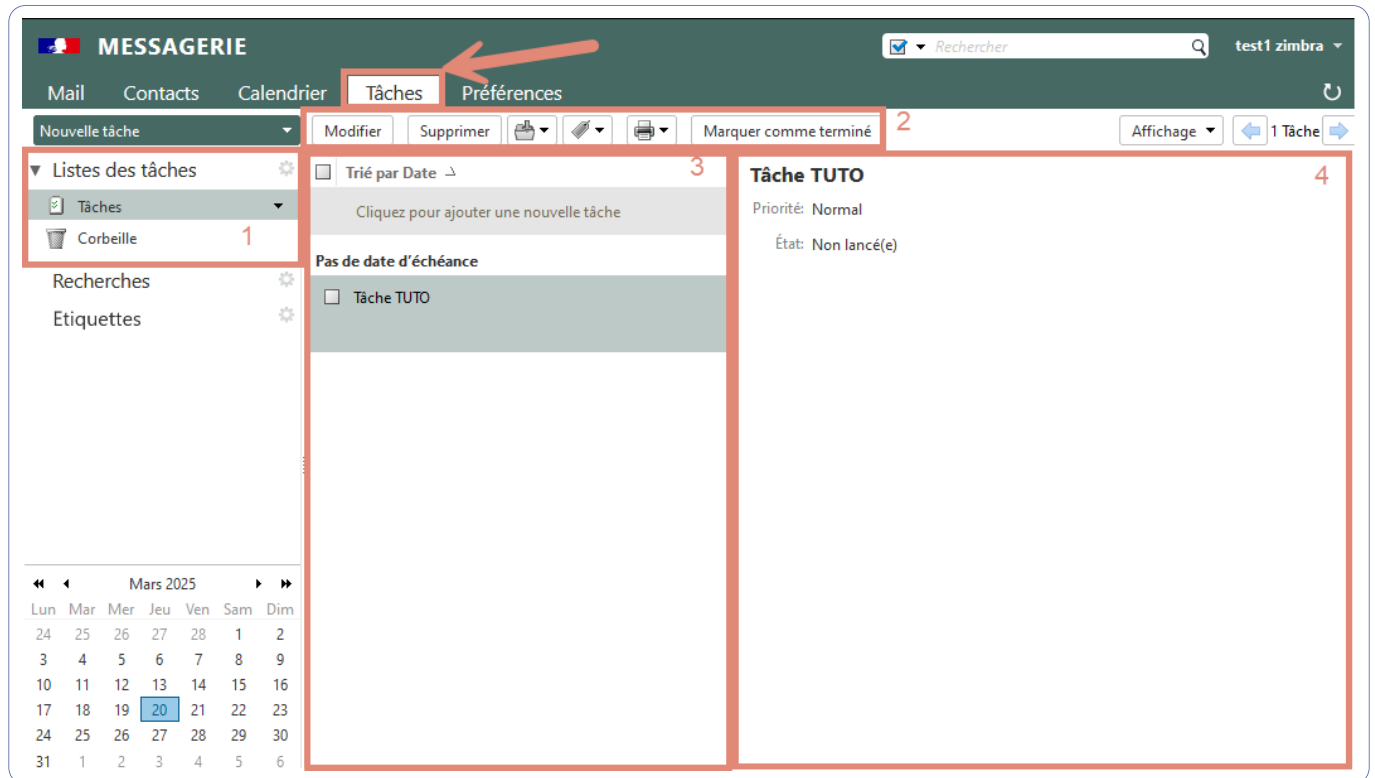 MESSAGERIE
Rechercher
test1 zimbra
Mail Contacts Calendrier Tâches Préférences
Nouvelle tâche
Modifier Supprimer Marquer comme terminé 2
Affichage 1 Tâche
Listes des tâches
Tâches
Corbeille 1
Recherches
Etiquettes
Trié par Date 3
Cliquez pour ajouter une nouvelle tâche
Pas de date d'échéance
Tâche TUTO
Tâche TUTO 4
Priorité: Normal
État: Non lancé(e)
Mars 2025
Lun Mar Mer Jeu Ven Sam Dim
24 25 26 27 28 1 2
3 4 5 6 7 8 9
10 11 12 13 14 15 16
17 18 19 20 21 22 23
24 25 26 27 28 29 30
31 1 2 3 4 5 6